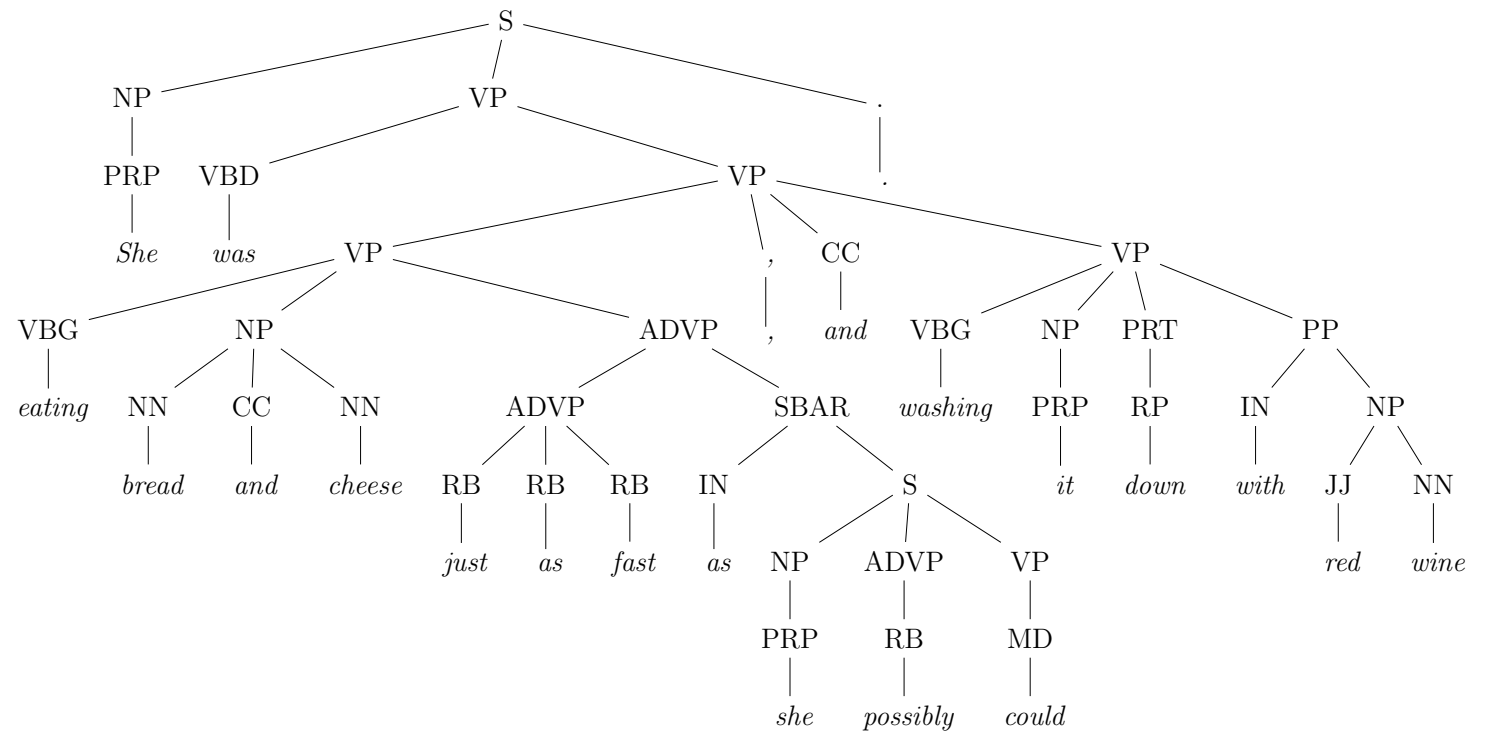 S
NP VP .
PRP VBD VP .
She was VP , CC VP
VBG NP ADVP , and VBG NP PRT PP
eating NN CC NN ADVP SBAR washing PRP RP IN NP
bread and cheese RB RB RB IN S it down with JJ NN
just as fast as NP ADVP VP red wine
PRP RB MD
she possibly could